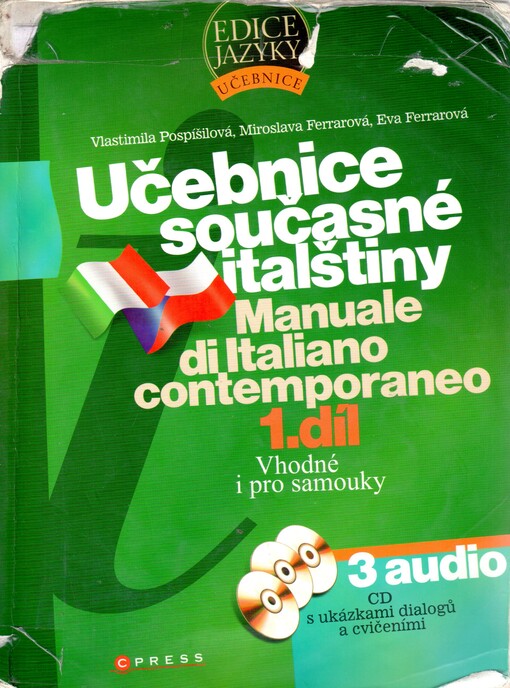 EDICE
JAZYKY
UČEBNICE
Vlastimila Pospíšilová, Miroslava Ferrarová, Eva Ferrarová
Učebnice
současné
italštiny
Manuale
di Italiano
contemporaneo
1.díl
Vhodné
i pro samouky
3 audio
CD
s ukázkami dialogů
a cvičeními
CPRESS